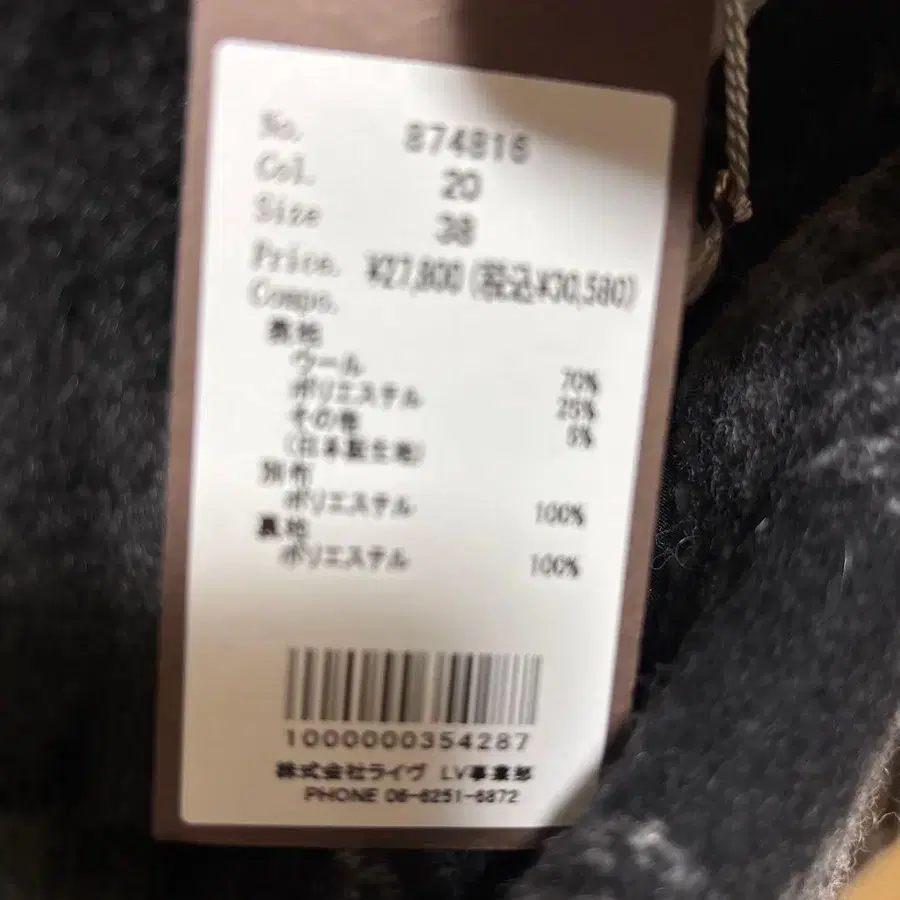 No. 874816
Col. 20
Size 38
Price. ¥27,800(税込¥30,580)
Compo.
表地
ウール 70%
ポリエステル 25%
その他 5%
(日本製生地)
別布
ポリエステル 100%
裏地
ポリエステル 100%
1000000354287
株式会社ライヴ LV事業部
PHONE 06-6251-6872